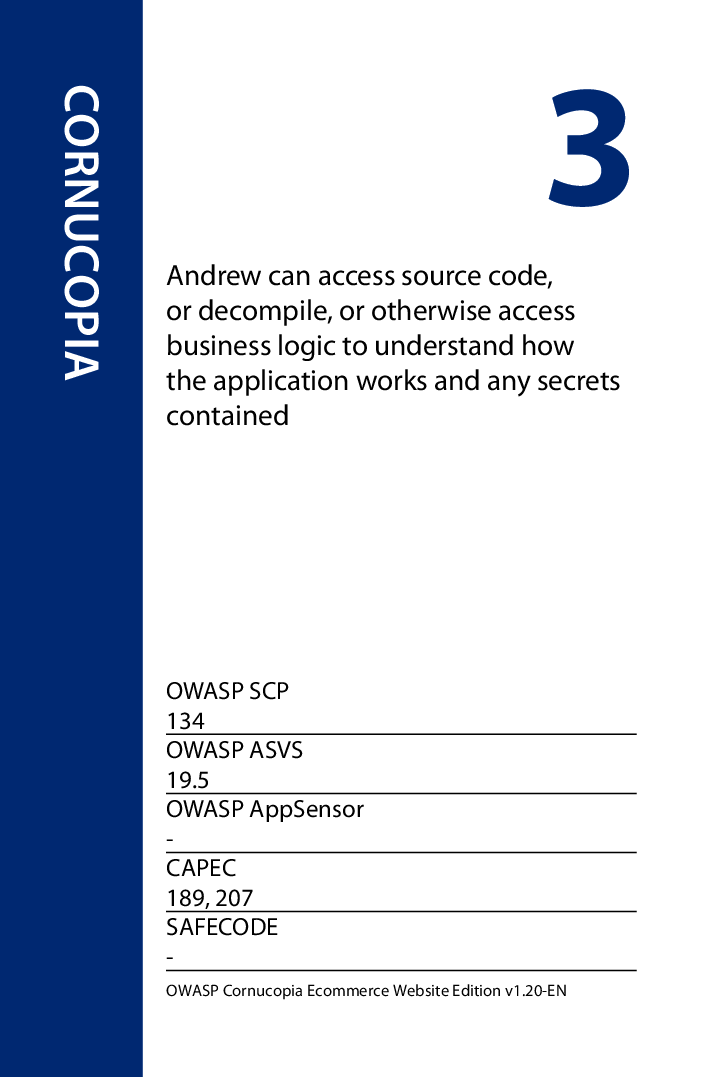 CORNUCOPIA
3
Andrew can access source code,
or decompile, or otherwise access
business logic to understand how
the application works and any secrets
contained
OWASP SCP
134
OWASP ASVS
19.5
OWASP AppSensor
-
CAPEC
189, 207
SAFECODE
-
OWASP Cornucopia Ecommerce Website Edition v1.20-EN